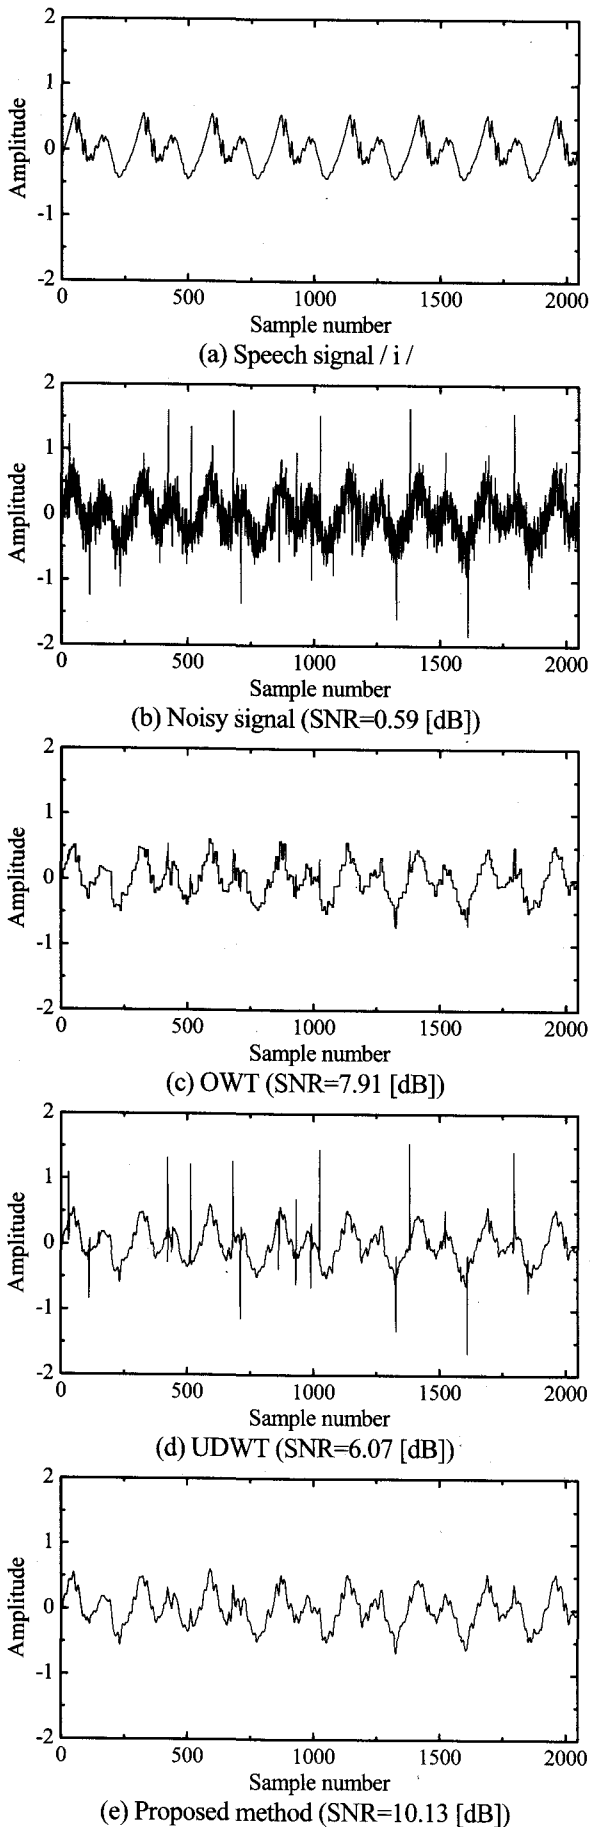 2
1
0
-1
-2
Amplitude
0 500 1000 1500 2000
Sample number
(a) Speech signal / i /
2
1
0
-1
-2
Amplitude
0 500 1000 1500 2000
Sample number
(b) Noisy signal (SNR=0.59 [dB])
2
1
0
-1
-2
Amplitude
0 500 1000 1500 2000
Sample number
(c) OWT (SNR=7.91 [dB])
2
1
0
-1
-2
Amplitude
0 500 1000 1500 2000
Sample number
(d) UDWT (SNR=6.07 [dB])
2
1
0
-1
-2
Amplitude
0 500 1000 1500 2000
Sample number
(e) Proposed method (SNR=10.13 [dB])